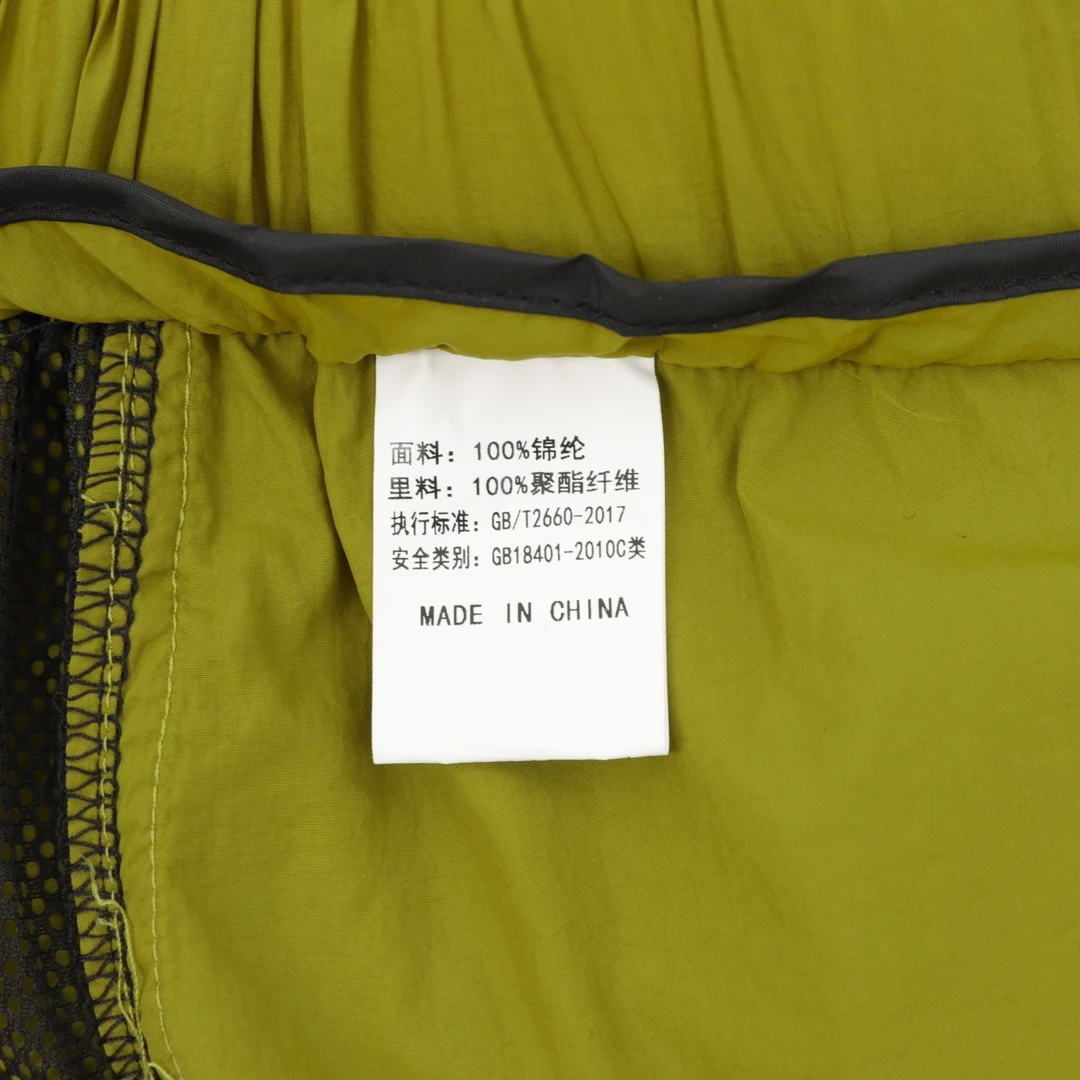 面料：100%锦纶
里料：100%聚酯纤维
执行标准：GB/T2660-2017
安全类别：GB18401-2010C类
MADE IN CHINA